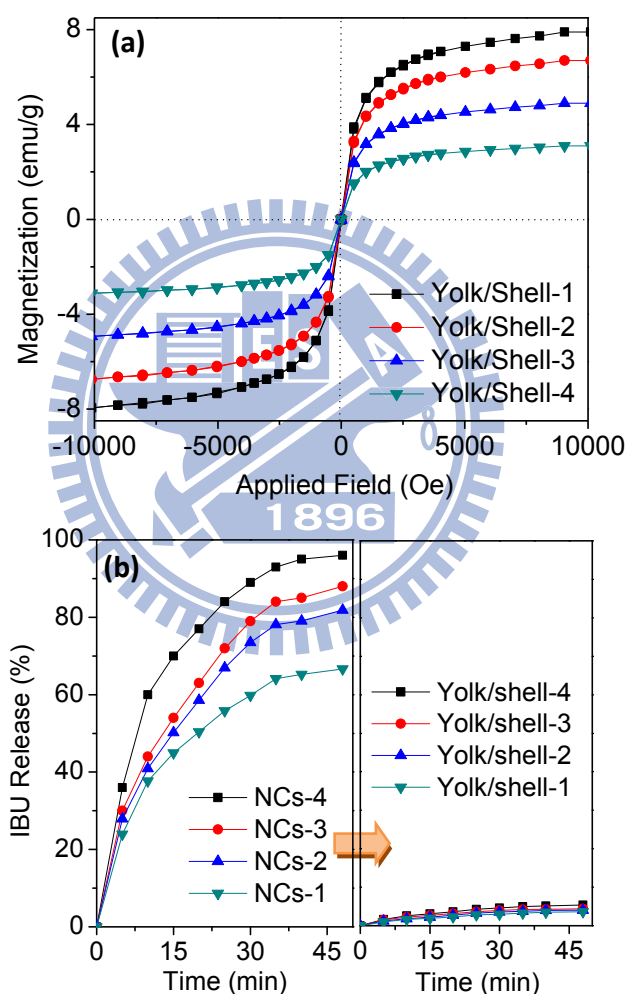 (a)
Magnetization (emu/g)
8
4
0
-4
-8
Yolk/Shell-1
Yolk/Shell-2
Yolk/Shell-3
Yolk/Shell-4
-10000
-5000
0
5000
10000
Applied Field (Oe)
1896
(b)
IBU Release (%)
100
80
60
40
20
0
NCs-4
NCs-3
NCs-2
NCs-1
0
15
30
45
Time (min)
Yolk/shell-4
Yolk/shell-3
Yolk/shell-2
Yolk/shell-1
0
15
30
45
Time (min)